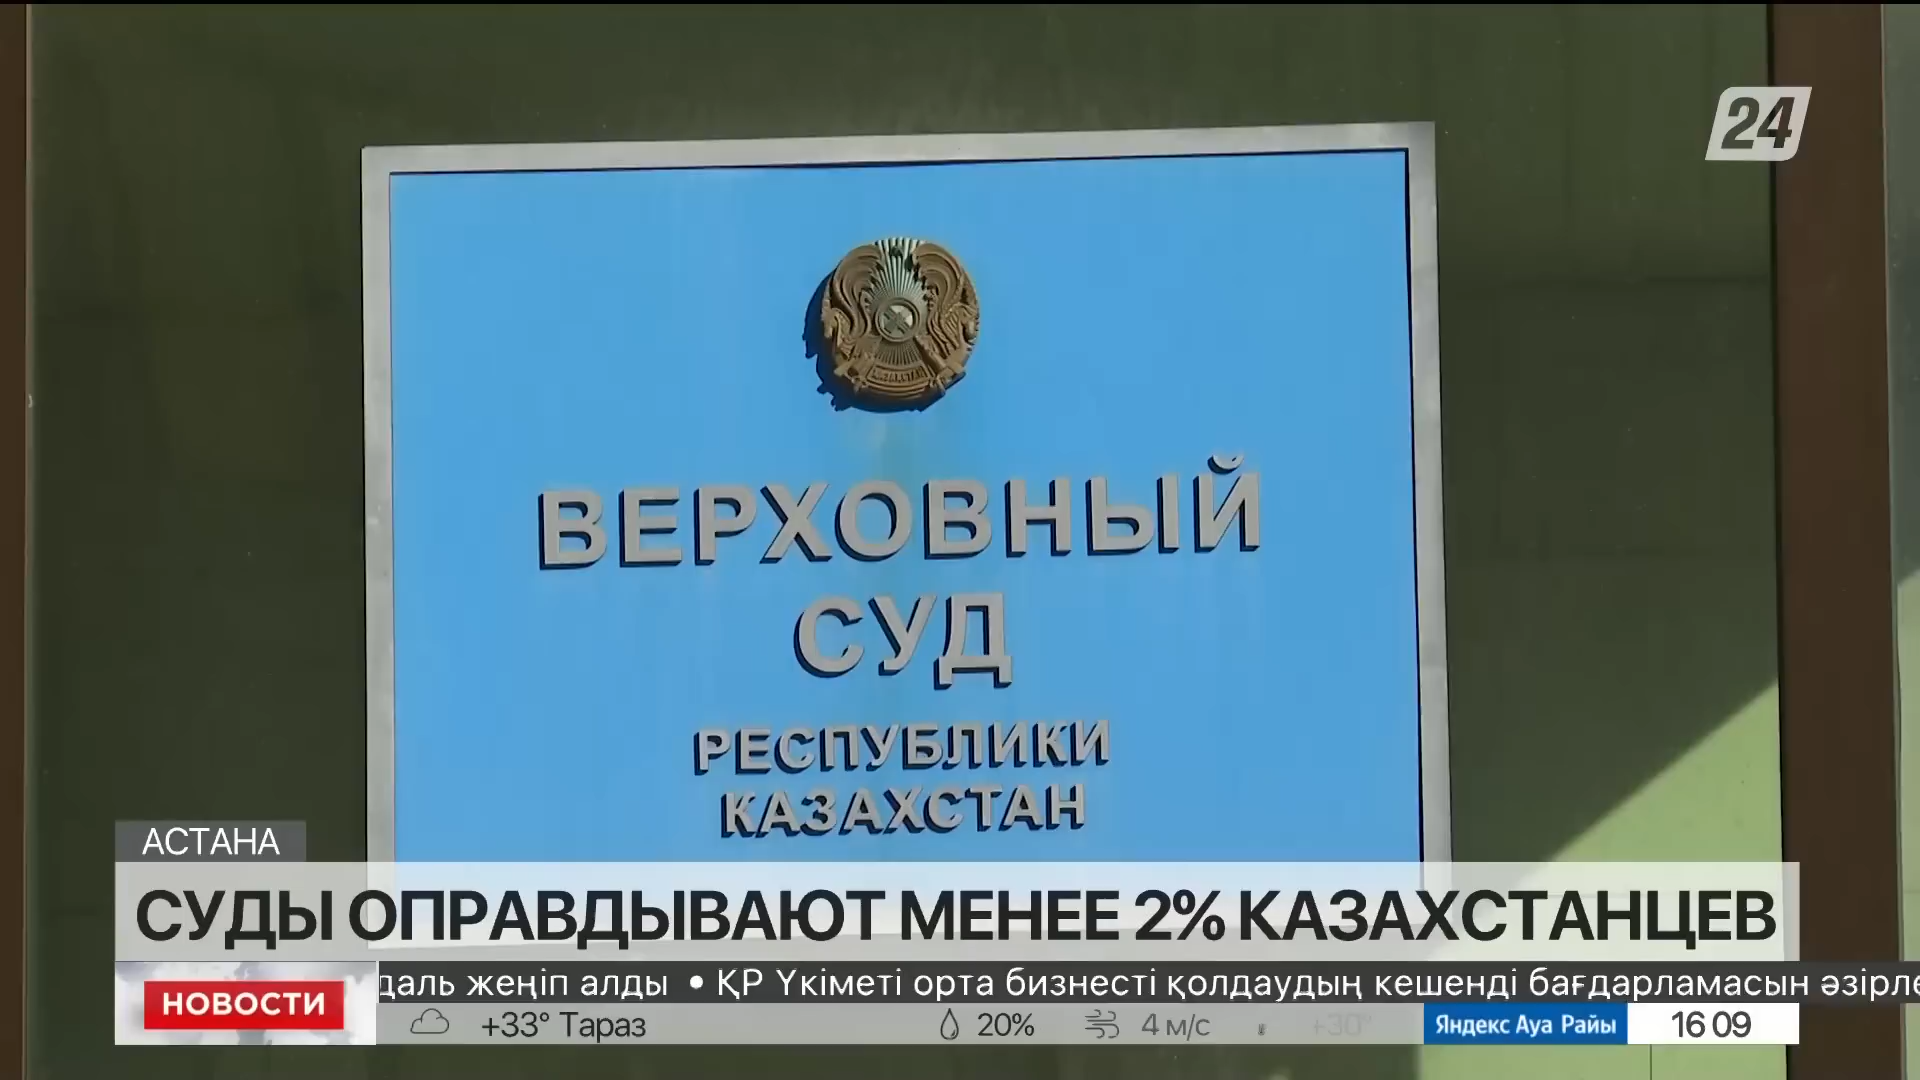 24
ВЕРХОВНЫЙ
СУД
РЕСПУБЛИКИ
КАЗАХСТАН
АСТАНА
СУДЫ ОПРАВДЫВАЮТ МЕНЕЕ 2% КАЗАХСТАНЦЕВ
НОВОСТИ
даль жеңіп алды • ҚР Үкіметі орта бизнесті қолдаудың кешенді бағдарламасын әзірле
+33° Тараз 20% 4 м/с +30° Яндекс Ауа Райы 16 09